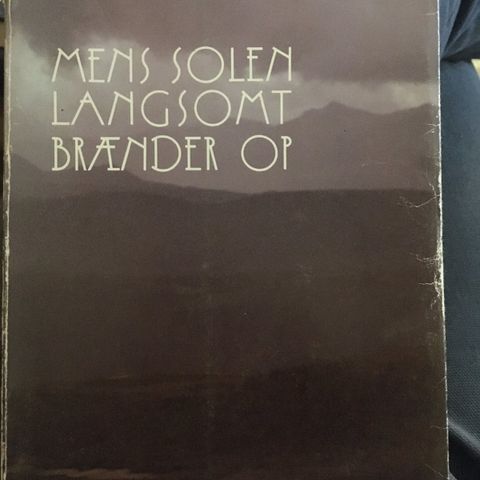 MENS SOLEN
LANGSOMT
BRÆNDER OP